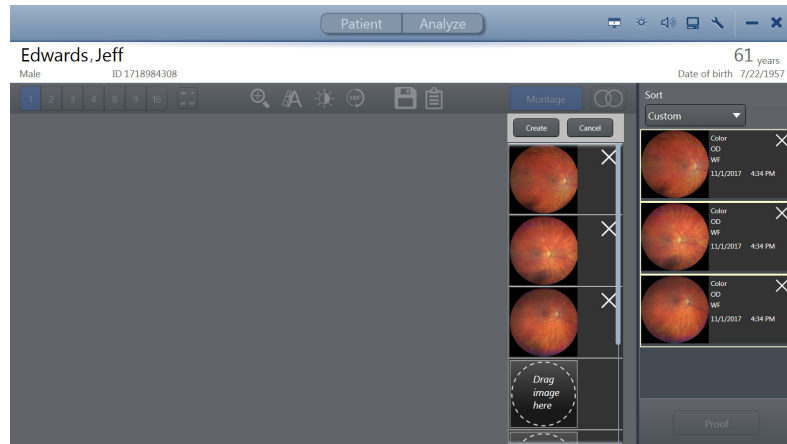 Patient Analyze
Edwards, Jeff
61 years
Male ID 1718984308
Date of birth 7/22/1957
1 2 3 4 8 9 16
Montage
Sort
Custom
Create Cancel
Color
OD
WF
11/1/2017 4:34 PM
Color
OD
WF
11/1/2017 4:34 PM
Color
OD
WF
11/1/2017 4:34 PM
Drag
image
here
Proof